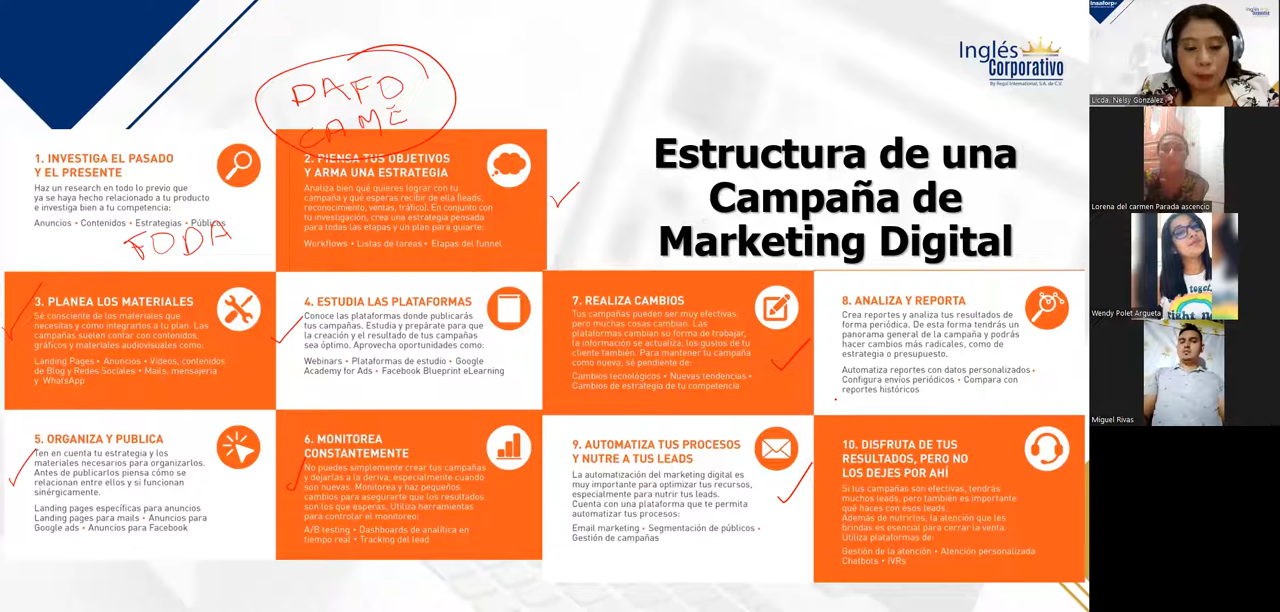 Inglés
Corporativo
By Regal International, S.A. de C.V.
Insaforp
DAFO
CAME
Estructura de una
Campaña de
Marketing Digital
1. INVESTIGA EL PASADO
Y EL PRESENTE
Haz un research en todo lo previo que
ya se haya hecho relacionado a tu producto
e investiga bien a tu competencia:
Anuncios • Contenidos • Estrategias • Públicos
FODA
2. PIENSA TUS OBJETIVOS
Y ARMA UNA ESTRATEGIA
Analiza bien qué quieres lograr con tu
campaña y qué esperas recibir de ella (leads,
reconocimiento, ventas, tráfico). En conjunto con
tu investigación, crea una estrategia pensada
para todas las etapas y un plan para guiarte:
Workflows • Listas de tareas • Etapas del funnel
3. PLANEA LOS MATERIALES
Sé consciente de los materiales que
necesitas y cómo integrarlos a tu plan. Las
campañas suelen contar con contenidos,
gráficos y materiales audiovisuales como:
Landing Pages • Anuncios • Videos, contenidos
de Blog y Redes Sociales • Mails, mensajería
y WhatsApp
4. ESTUDIA LAS PLATAFORMAS
Conoce las plataformas donde publicarás
tus campañas. Estudia y prepárate para que
la creación y el resultado de tus campañas
sea óptimo. Aprovecha oportunidades como:
Webinars • Plataformas de estudio • Google
Academy for Ads • Facebook Blueprint eLearning
7. REALIZA CAMBIOS
Tus campañas pueden ser muy efectivas,
pero muchas cosas cambian. Las
plataformas cambian su forma de trabajar,
la información se actualiza, los gustos de tu
cliente también. Para mantener tu campaña
como nueva, sé pendiente de:
Cambios tecnológicos • Nuevas tendencias •
Cambios de estrategia de tu competencia
8. ANALIZA Y REPORTA
Crea reportes y analiza tus resultados de
forma periódica. De esta forma tendrás un
panorama general de la campaña y podrás
hacer cambios más radicales, como de
estrategia o presupuesto.
Automatiza reportes con datos personalizados •
Configura envíos periódicos • Compara con
reportes históricos
5. ORGANIZA Y PUBLICA
Ten en cuenta tu estrategia y los
materiales necesarios para organizarlos.
Antes de publicarlos piensa cómo se
relacionan entre ellos y si funcionan
sinérgicamente.
Landing pages específicas para anuncios
Landing pages para mails • Anuncios para
Google ads • Anuncios para Facebook
6. MONITOREA
CONSTANTEMENTE
No puedes simplemente crear tus campañas
y dejarlas a la deriva, especialmente cuando
son nuevas. Monitorea y haz pequeños
cambios para asegurarte que los resultados
son los que esperas. Utiliza herramientas
para controlar el monitoreo:
A/B testing • Dashboards de analítica en
tiempo real • Tracking del lead
9. AUTOMATIZA TUS PROCESOS
Y NUTRE A TUS LEADS
La automatización del marketing digital es
muy importante para optimizar tus recursos,
especialmente para nutrir tus leads.
Cuenta con una plataforma que te permita
automatizar tus procesos:
Email marketing • Segmentación de públicos •
Gestión de campañas
10. DISFRUTA DE TUS
RESULTADOS, PERO NO
LOS DEJES POR AHÍ
Si tus campañas son efectivas, tendrás
muchos leads, pero también es importante
qué haces con esos leads.
Además de nutrirlos, la atención que les
brindas es esencial para cerrar la venta.
Utiliza plataformas de:
Gestión de la atención • Atención personalizada
Chatbots • IVRs
Licda. Nelsy González
Lorena del carmen Parada ascencio
Wendy Polet Argueta
Miguel Rivas